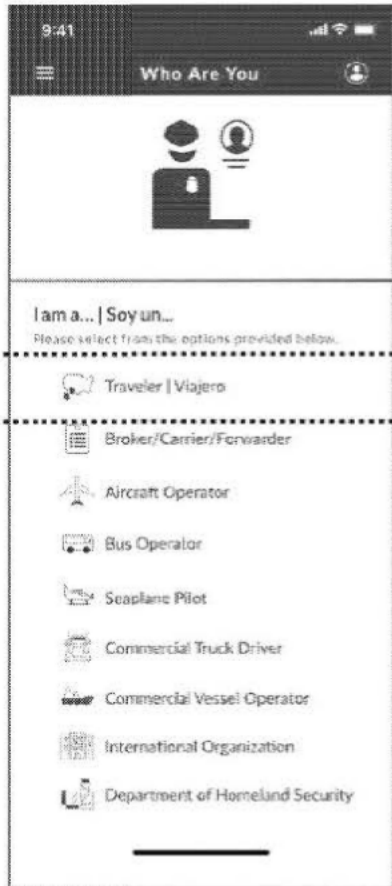 9:41
Who Are You
I am a... | Soy un...
Please select from the options provided below.
Traveler | Viajero
Broker/Carrier/Forwarder
Aircraft Operator
Bus Operator
Seaplane Pilot
Commercial Truck Driver
Commercial Vessel Operator
International Organization
Department of Homeland Security